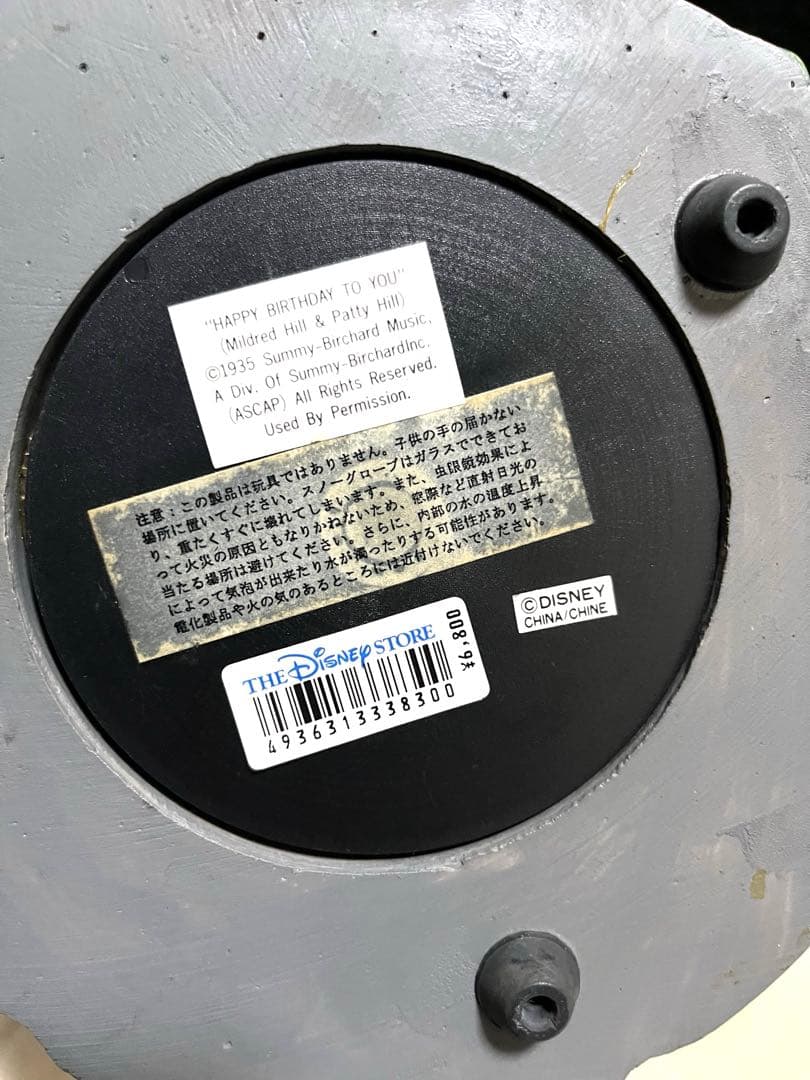 "HAPPY BIRTHDAY TO YOU"
(Mildred Hill & Patty Hill)
©1935 Summy-Birchard Music,
A Div. Of Summy-BirchardInc.
(ASCAP) All Rights Reserved.
Used By Permission.
注意：この製品は玩具ではありません。子供の手の届かない
場所に置いてください。スノーグローブはガラスでできてお
り、重たくすぐに壊れてしまいます。また、虫眼鏡効果によ
って火災の原因ともなりかねないため、窓際など直射日光の
当たる場所は避けてください。さらに、内部の水の温度上昇
によって気泡が出来たり水が濁ったりする可能性があります。
電化製品や火の気のあるところには近付けないでください。
©DISNEY
CHINA/CHINE
THE DISNEY STORE
4936313338300
¥6,800